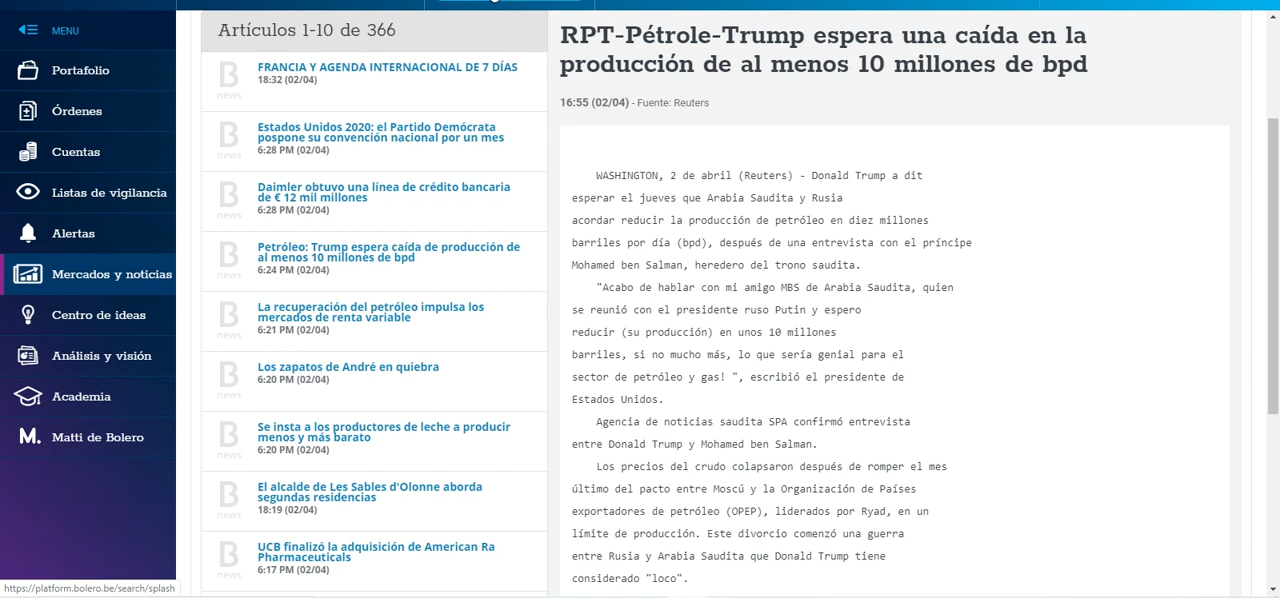 MENU
Portafolio
Órdenes
Cuentas
Listas de vigilancia
Alertas
Mercados y noticias
Centro de ideas
Análisis y visión
Academia
M. Matti de Bolero
https://platform.bolero.be/search/splash
Artículos 1-10 de 366
B news
FRANCIA Y AGENDA INTERNACIONAL DE 7 DÍAS
18:32 (02/04)
B news
Estados Unidos 2020: el Partido Demócrata
pospone su convención nacional por un mes
6:28 PM (02/04)
B news
Daimler obtuvo una línea de crédito bancaria
de € 12 mil millones
6:28 PM (02/04)
B news
Petróleo: Trump espera caída de producción de
al menos 10 millones de bpd
6:24 PM (02/04)
B news
La recuperación del petróleo impulsa los
mercados de renta variable
6:21 PM (02/04)
B news
Los zapatos de André en quiebra
6:20 PM (02/04)
B news
Se insta a los productores de leche a producir
menos y más barato
6:20 PM (02/04)
B news
El alcalde de Les Sables d'Olonne aborda
segundas residencias
18:19 (02/04)
B news
UCB finalizó la adquisición de American Ra
Pharmaceuticals
6:17 PM (02/04)
RPT-Pétrole-Trump espera una caída en la
producción de al menos 10 millones de bpd
16:55 (02/04) - Fuente: Reuters
WASHINGTON, 2 de abril (Reuters) - Donald Trump a dit
esperar el jueves que Arabia Saudita y Rusia
acordar reducir la producción de petróleo en diez millones
barriles por día (bpd), después de una entrevista con el príncipe
Mohamed ben Salman, heredero del trono saudita.
"Acabo de hablar con mi amigo MBS de Arabia Saudita, quien
se reunió con el presidente ruso Putin y espero
reducir (su producción) en unos 10 millones
barriles, si no mucho más, lo que sería genial para el
sector de petróleo y gas! ", escribió el presidente de
Estados Unidos.
Agencia de noticias saudita SPA confirmó entrevista
entre Donald Trump y Mohamed ben Salman.
Los precios del crudo colapsaron después de romper el mes
último del pacto entre Moscú y la Organización de Países
exportadores de petróleo (OPEP), liderados por Ryad, en un
límite de producción. Este divorcio comenzó una guerra
entre Rusia y Arabia Saudita que Donald Trump tiene
considerado "loco".